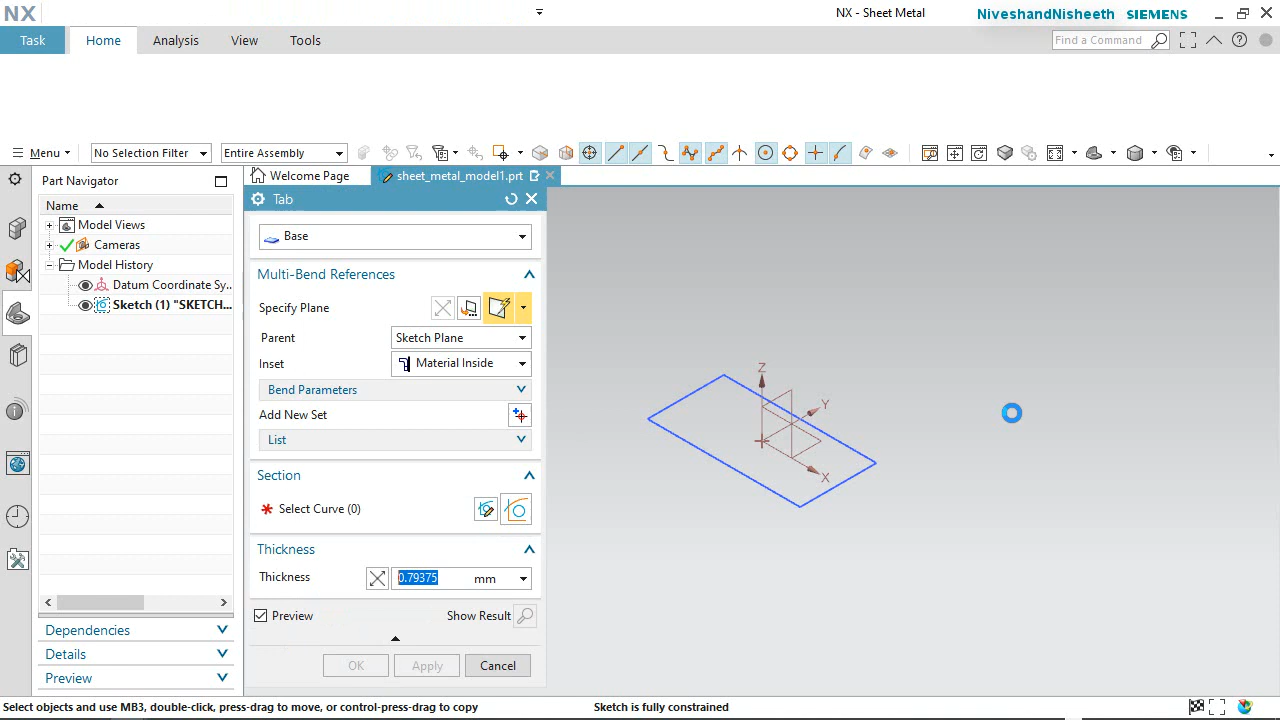 NX
NX - Sheet Metal
NiveshandNisheeth SIEMENS
Task Home Analysis View Tools
Find a Command
Menu No Selection Filter Entire Assembly
Part Navigator
Welcome Page sheet_metal_model1.prt
Name
Model Views
Cameras
Model History
Datum Coordinate Sy...
Sketch (1) "SKETCH...
Dependencies
Details
Preview
Tab
Base
Multi-Bend References
Specify Plane
Parent Sketch Plane
Inset Material Inside
Bend Parameters
Add New Set
List
Section
* Select Curve (0)
Thickness
Thickness 0.79375 mm
Preview Show Result
OK Apply Cancel
Z
Y
X
Select objects and use MB3, double-click, press-drag to move, or control-press-drag to copy Sketch is fully constrained